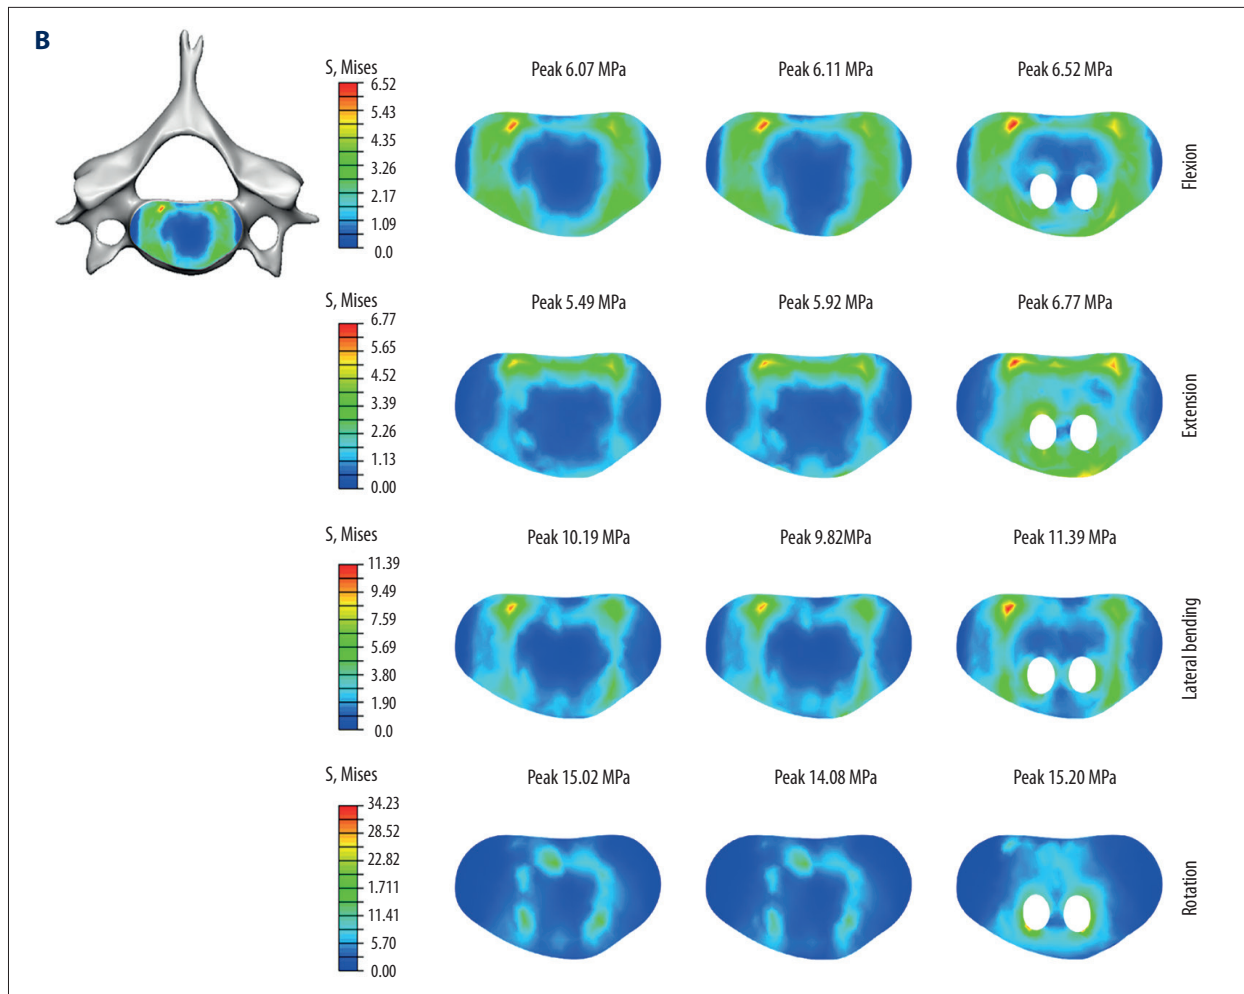 B
S, Mises
6.52
5.43
4.35
3.26
2.17
1.09
0.0
Peak 6.07 MPa
Peak 6.11 MPa
Peak 6.52 MPa
Flexion
S, Mises
6.77
5.65
4.52
3.39
2.26
1.13
0.00
Peak 5.49 MPa
Peak 5.92 MPa
Peak 6.77 MPa
Extension
S, Mises
11.39
9.49
7.59
5.69
3.80
1.90
0.0
Peak 10.19 MPa
Peak 9.82MPa
Peak 11.39 MPa
Lateral bending
S, Mises
34.23
28.52
22.82
1.711
11.41
5.70
0.00
Peak 15.02 MPa
Peak 14.08 MPa
Peak 15.20 MPa
Rotation